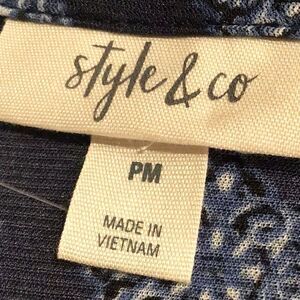 style & co
PM
MADE IN
VIETNAM